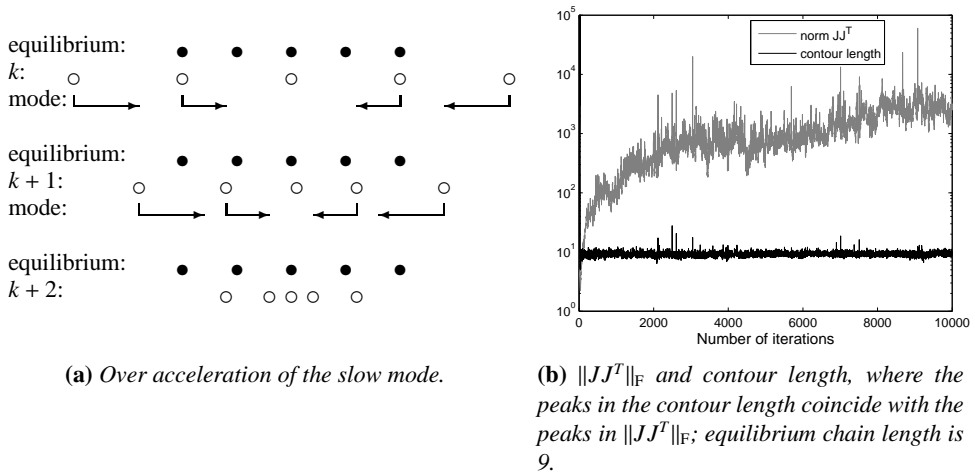 equilibrium:
k:
mode:
equilibrium:
k + 1:
mode:
equilibrium:
k + 2:
(a) Over acceleration of the slow mode.
10^5
10^4
10^3
10^2
10^1
10^0
norm JJ^T
contour length
0 2000 4000 6000 8000 10000
Number of iterations
(b) ||JJ^T||_F and contour length, where the
peaks in the contour length coincide with the
peaks in ||JJ^T||_F; equilibrium chain length is
9.